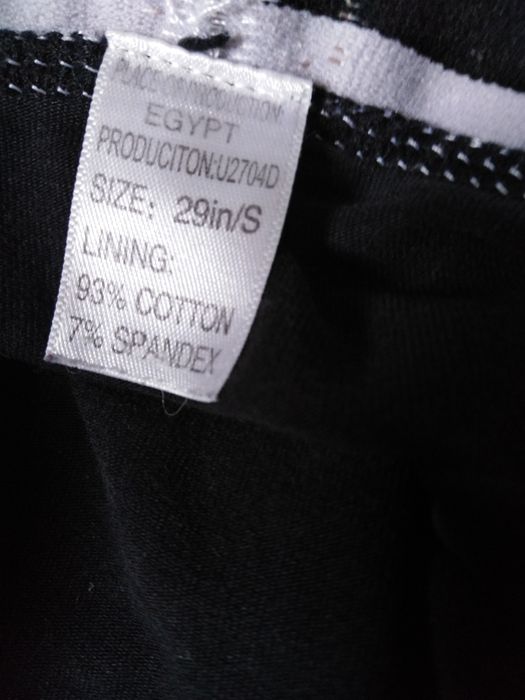 PLACE OF PRODUCTION:
EGYPT
PRODUCITON:U2704D
SIZE: 29in/S
LINING:
93% COTTON
7% SPANDEX